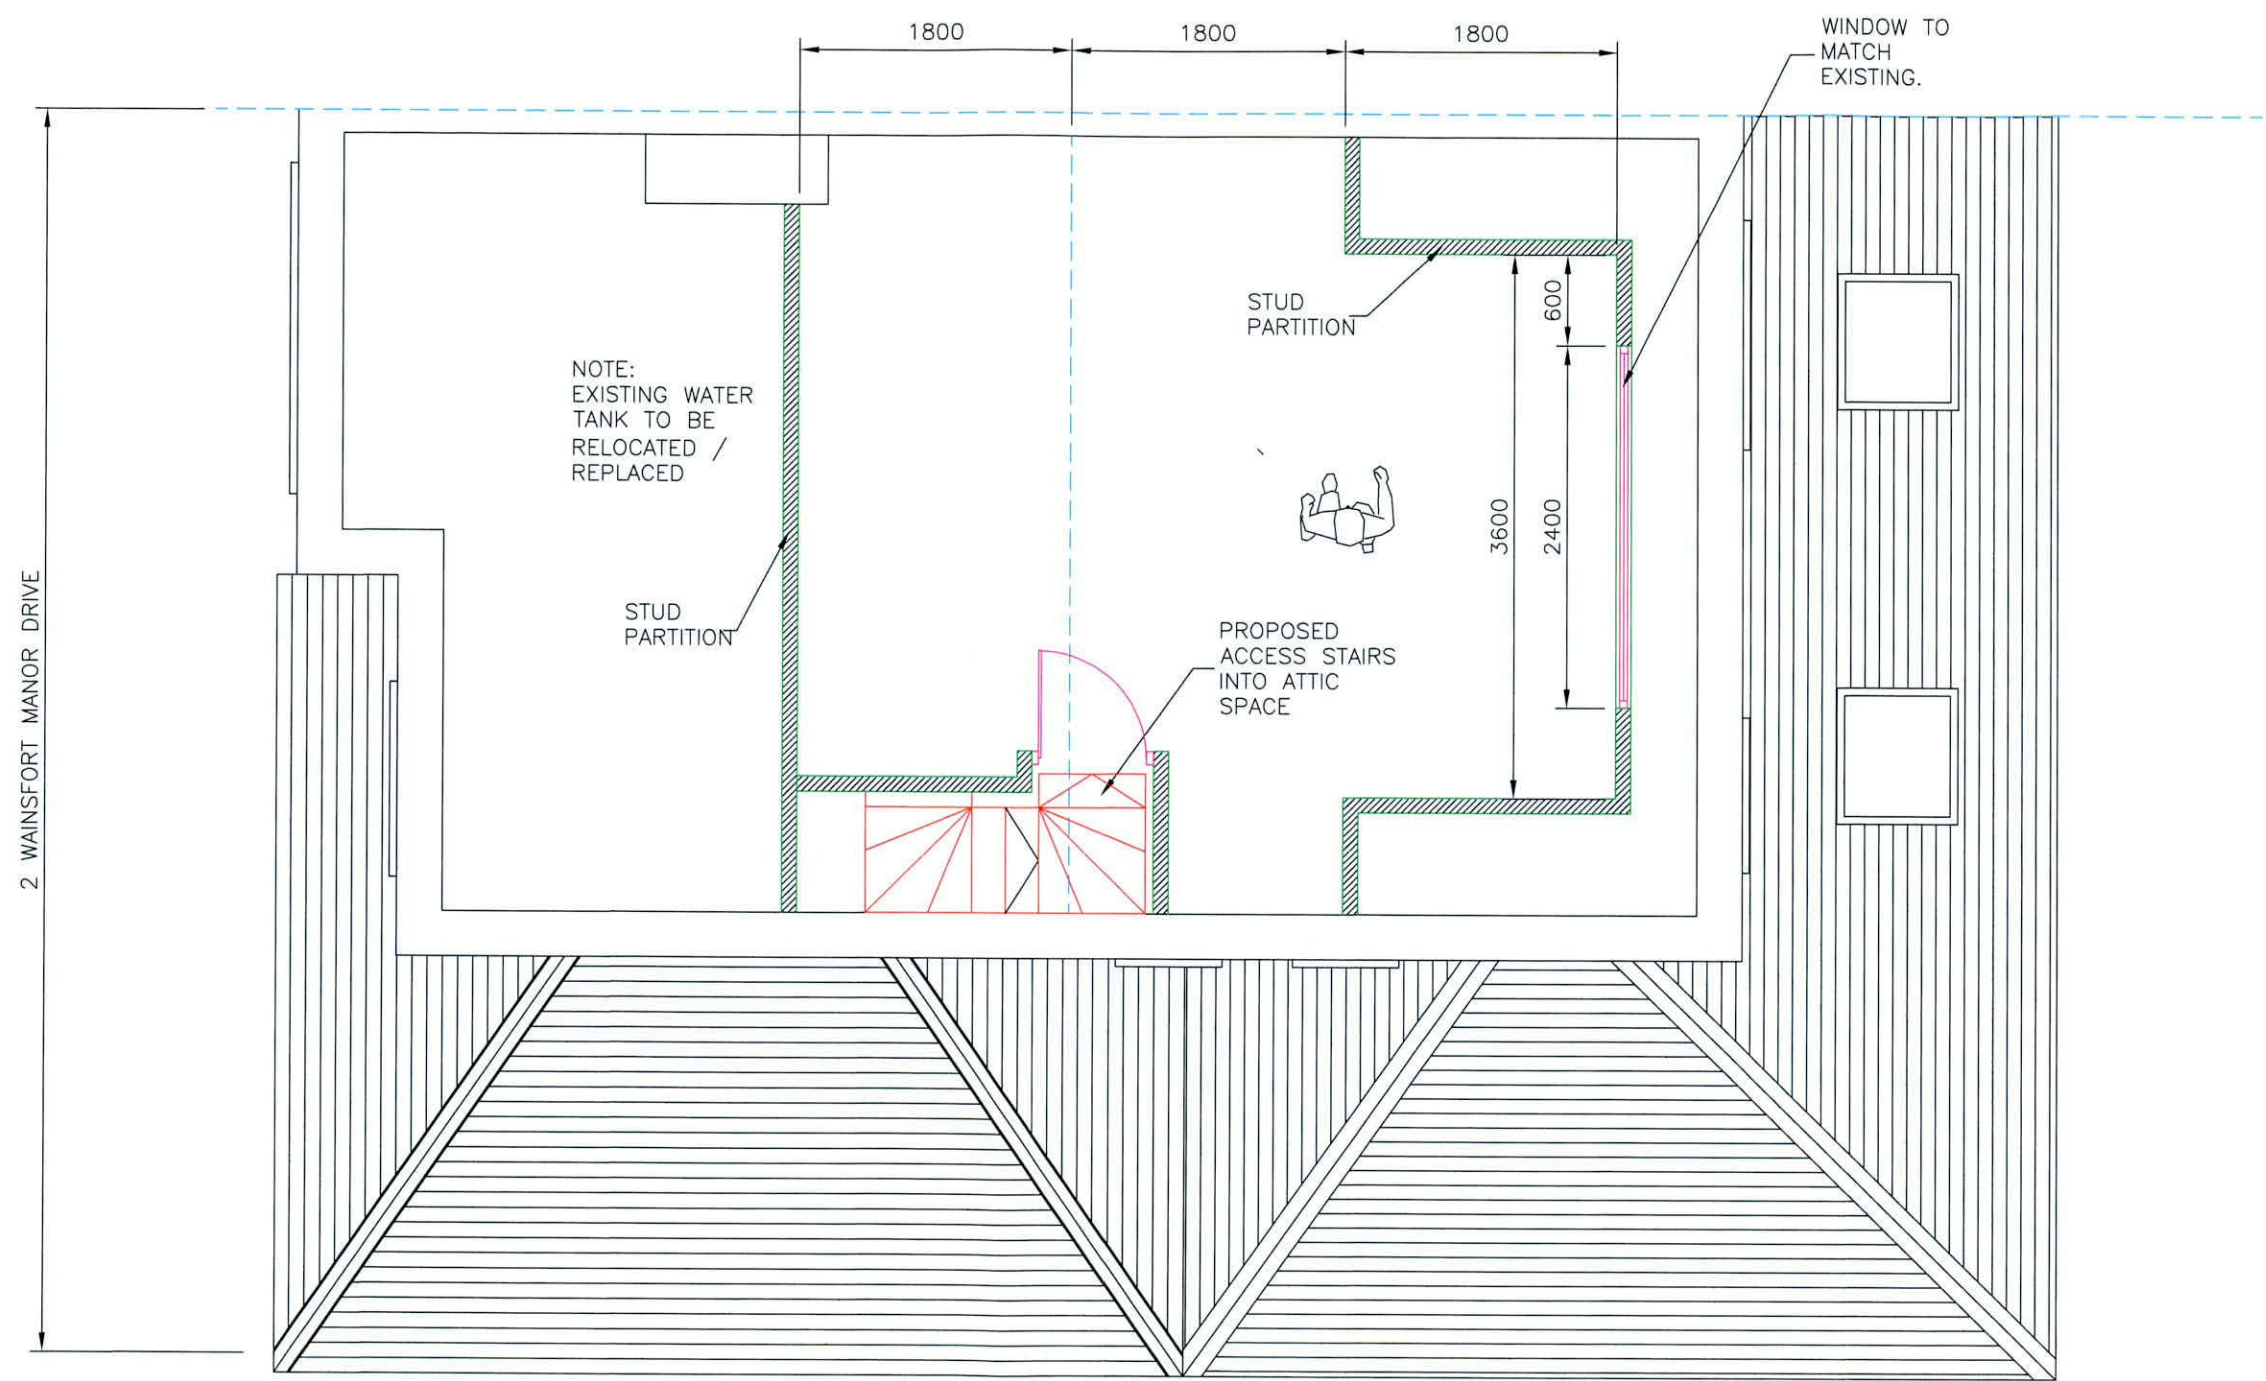 1800
1800
1800
WINDOW TO
MATCH
EXISTING.
STUD
PARTITION
600
NOTE:
EXISTING WATER
TANK TO BE
RELOCATED /
REPLACED
3600
2400
2 WAINSFORT MANOR DRIVE
STUD
PARTITION
PROPOSED
ACCESS STAIRS
INTO ATTIC
SPACE